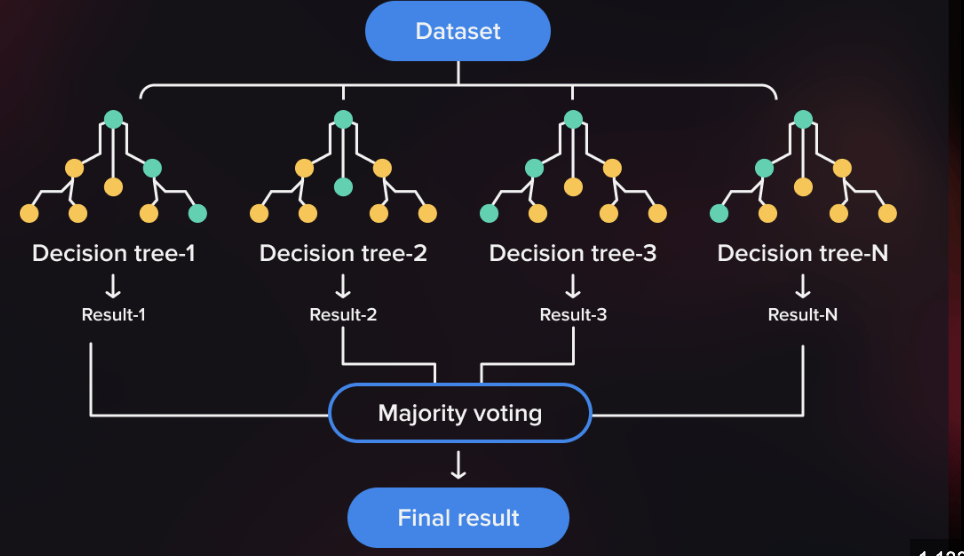 Dataset
Decision tree-1
Decision tree-2
Decision tree-3
Decision tree-N
Result-1
Result-2
Result-3
Result-N
Majority voting
Final result